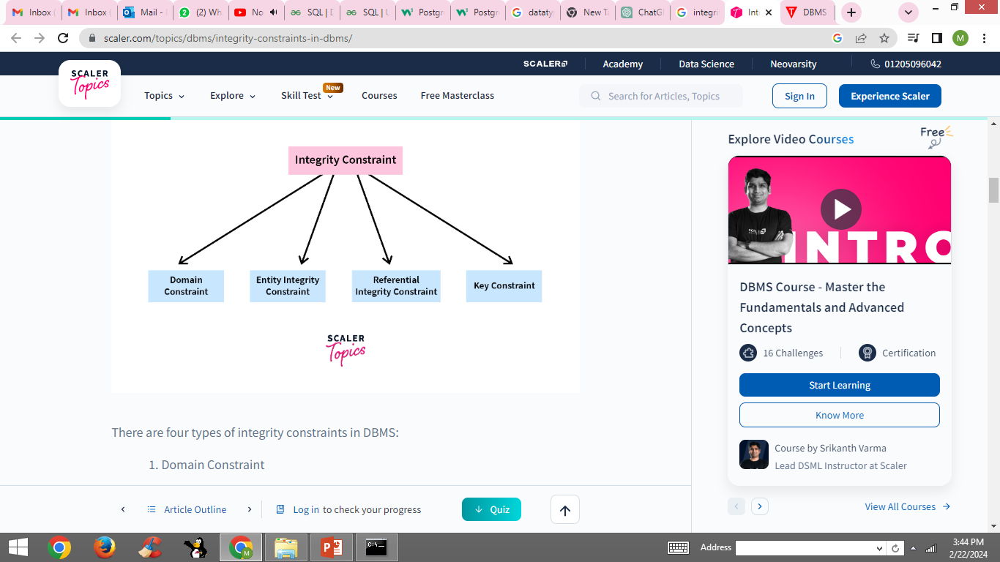 Inbox (
Inbox (
Mail -
(2) Wh
No
SQL | D
SQL | U
Postgr
Postgr
datatyp
New Ta
ChatGP
integri
Int
DBMS
scaler.com/topics/dbms/integrity-constraints-in-dbms/
M
SCALER
Academy
Data Science
Neovarsity
01205096042
SCALER
Topics
Topics
Explore
Skill Test
New
Courses
Free Masterclass
Search for Articles, Topics
Sign In
Experience Scaler
Integrity Constraint
Domain
Constraint
Entity Integrity
Constraint
Referential
Integrity Constraint
Key Constraint
SCALER
Topics
There are four types of integrity constraints in DBMS:
1. Domain Constraint
Article Outline
Log in to check your progress
Quiz
Explore Video Courses
Free
SCALER
INTRO
DBMS Course - Master the
Fundamentals and Advanced
Concepts
16 Challenges
Certification
Start Learning
Know More
Course by Srikanth Varma
Lead DSML Instructor at Scaler
View All Courses
M
P
C:\.
Address
3:44 PM
2/22/2024